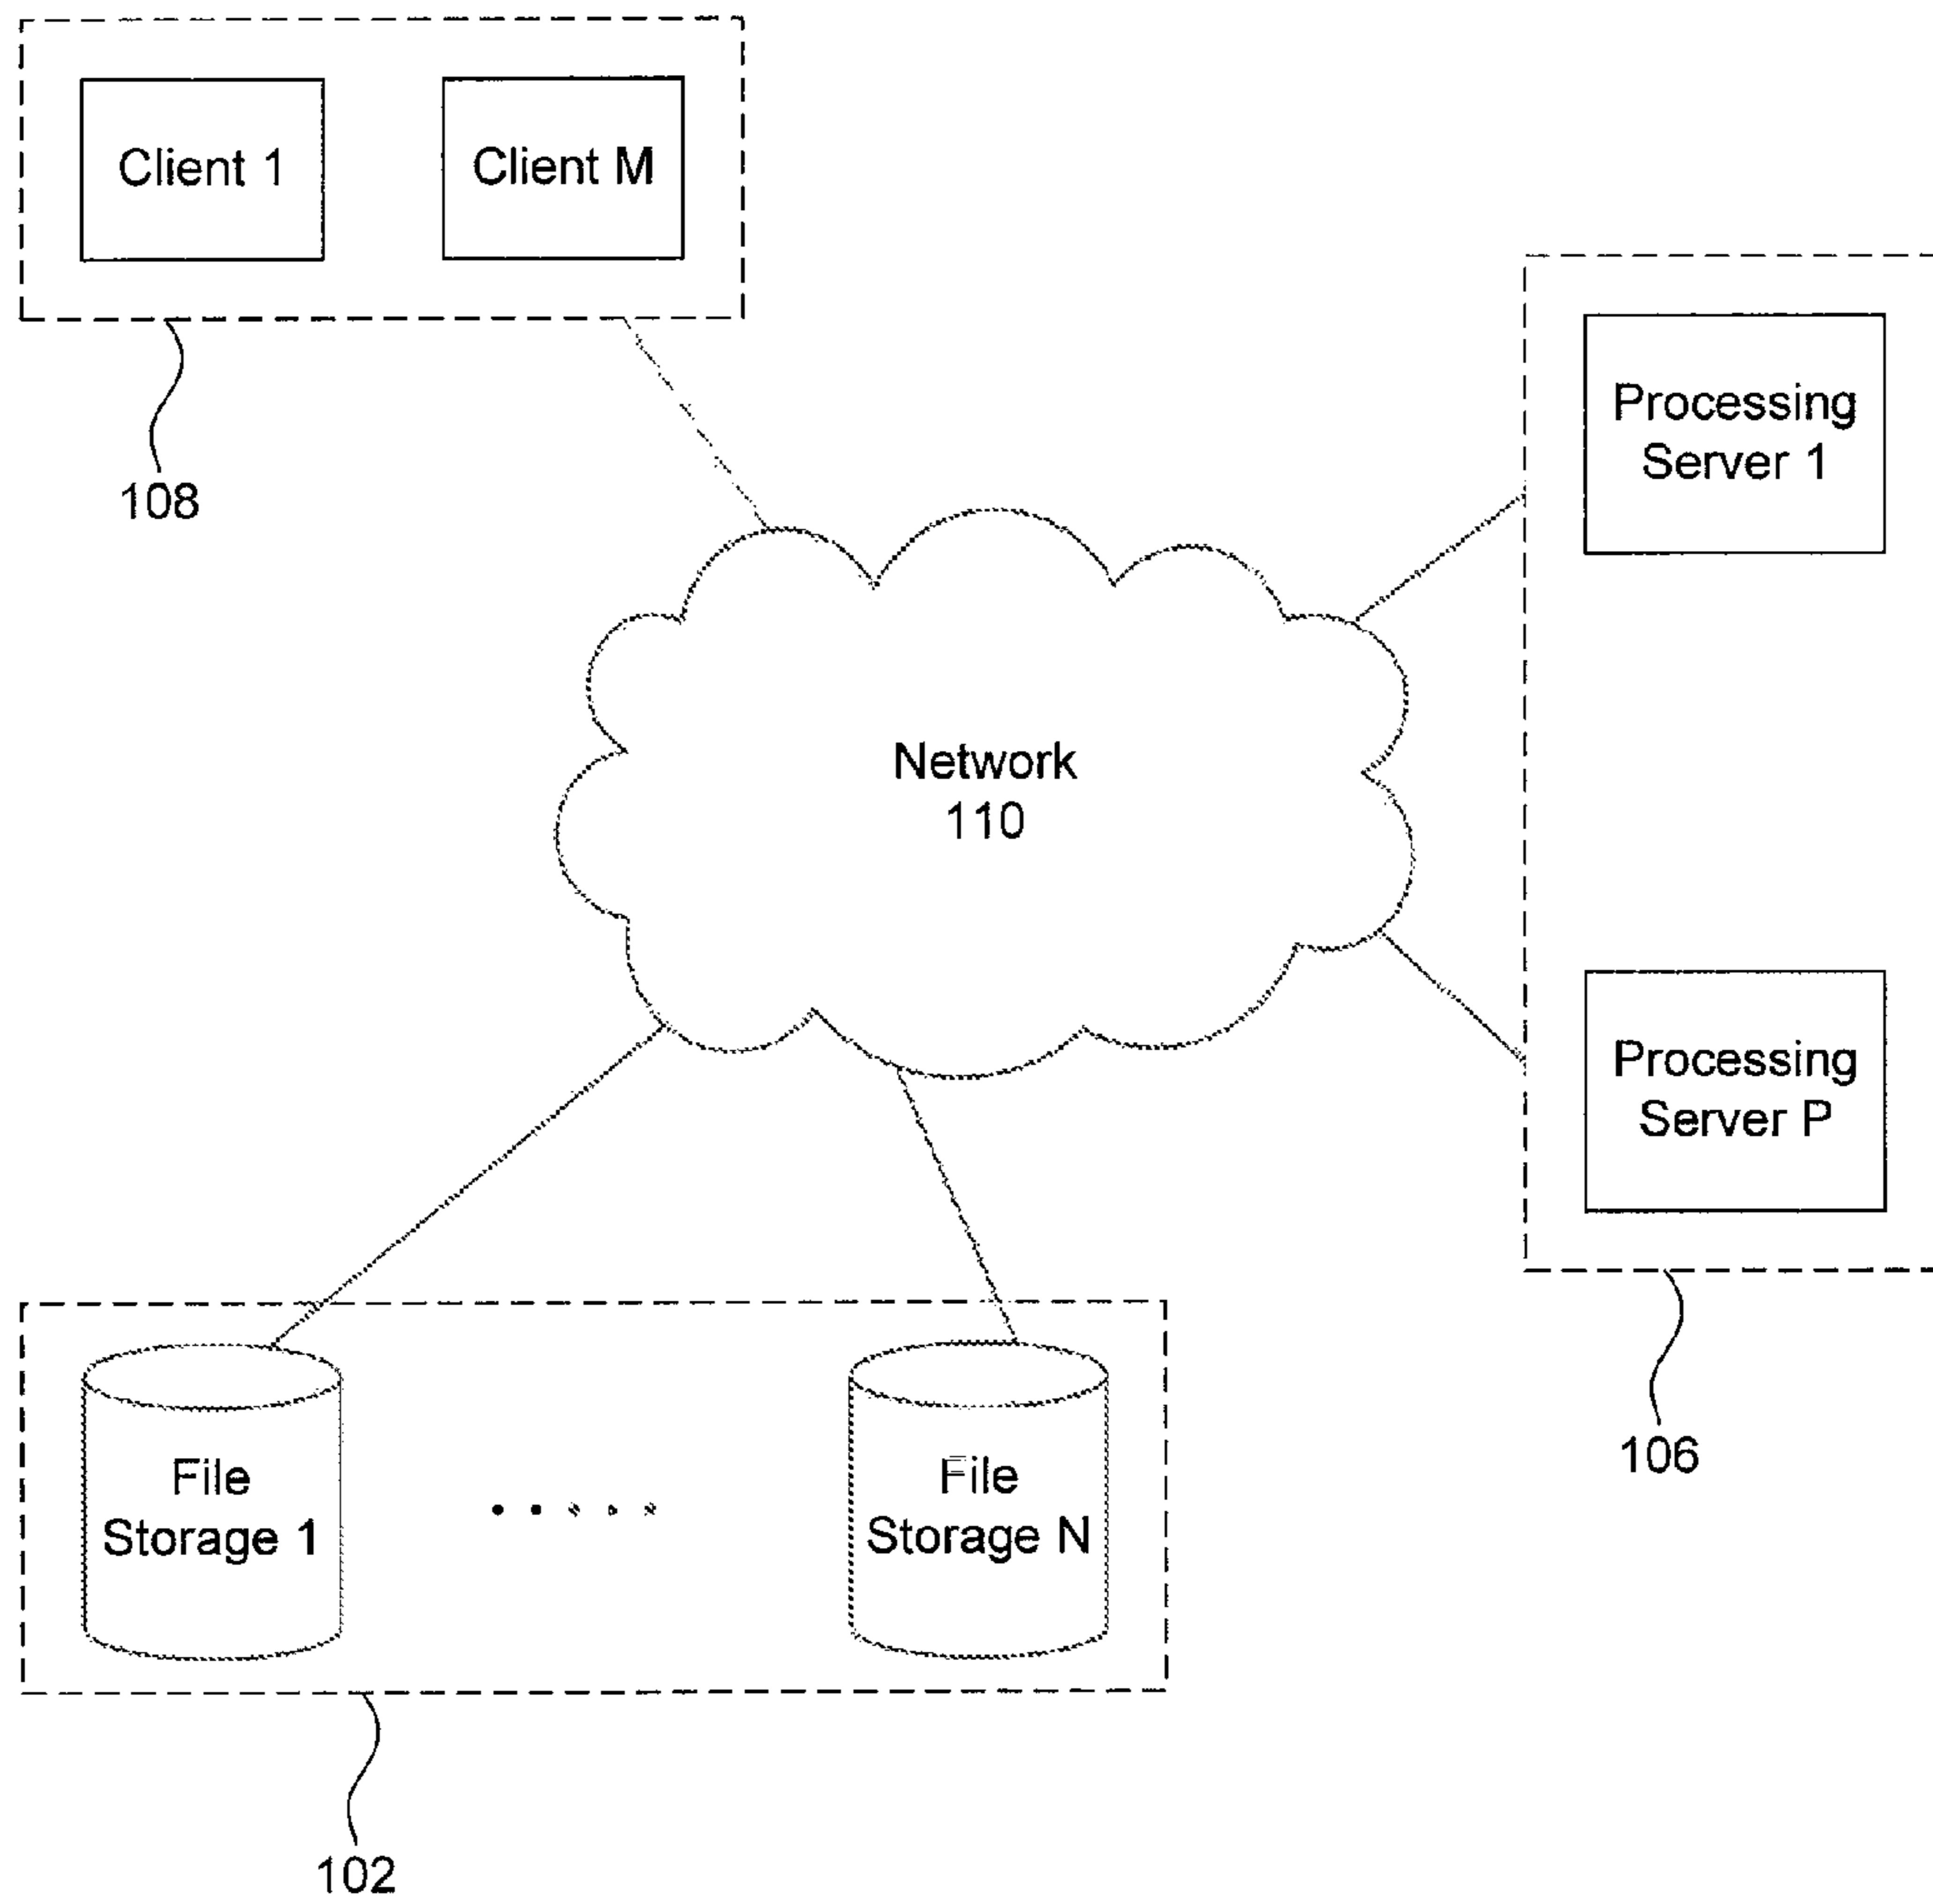 Client 1
Client M
108
Processing
Server 1
Network
110
Processing
Server P
106
File
Storage 1
File
Storage N
102